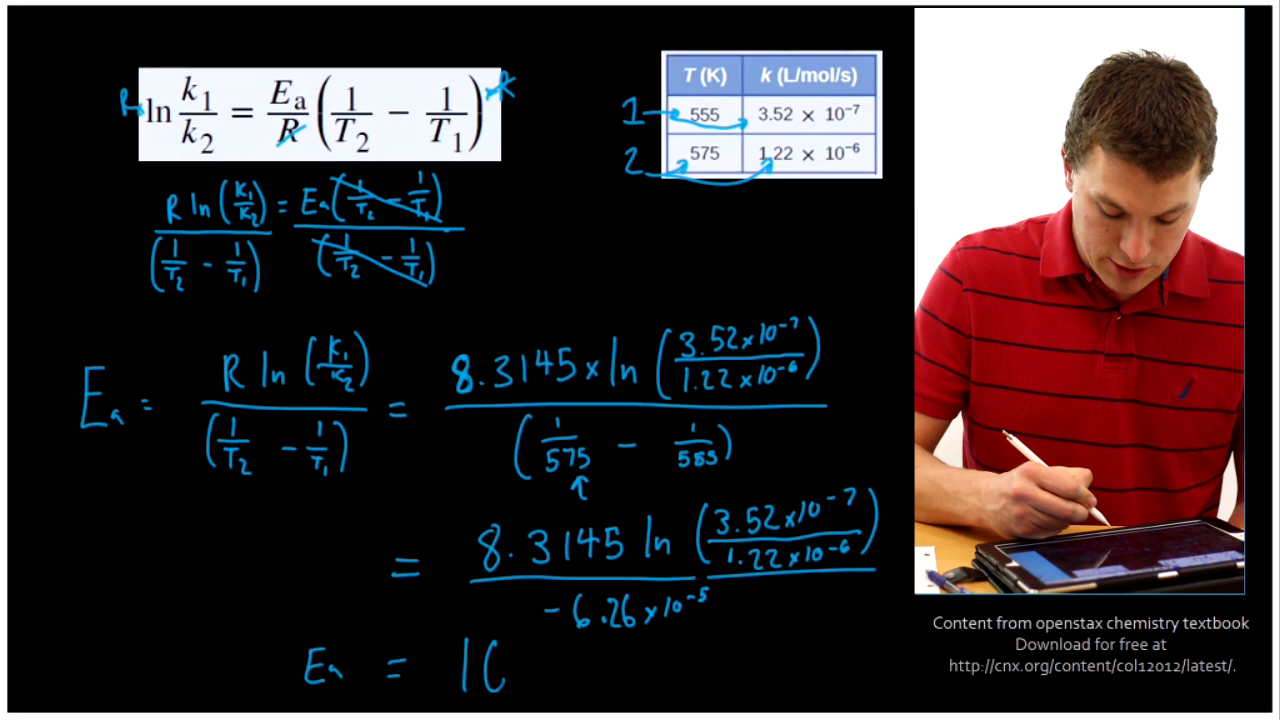 R× ln k₁/k₂ = Eₐ/R (1/T₂ − 1/T₁) ×R
R ln (K₁/K₂) / (1/T₂ − 1/T₁) = Eₐ (1/T₂ − 1/T₁) / (1/T₂ − 1/T₁)
T (K) k (L/mol/s)
1 555 3.52 × 10⁻⁷
2 575 1.22 × 10⁻⁶
Eₐ = R ln (K₁/K₂) / (1/T₂ − 1/T₁) = 8.3145 × ln (3.52×10⁻⁷ / 1.22×10⁻⁶) / (1/575 − 1/555)
= 8.3145 ln (3.52×10⁻⁷ / 1.22×10⁻⁶) / −6.26×10⁻⁵
Eₐ = 1
Content from openstax chemistry textbook
Download for free at
http://cnx.org/content/col12012/latest/.